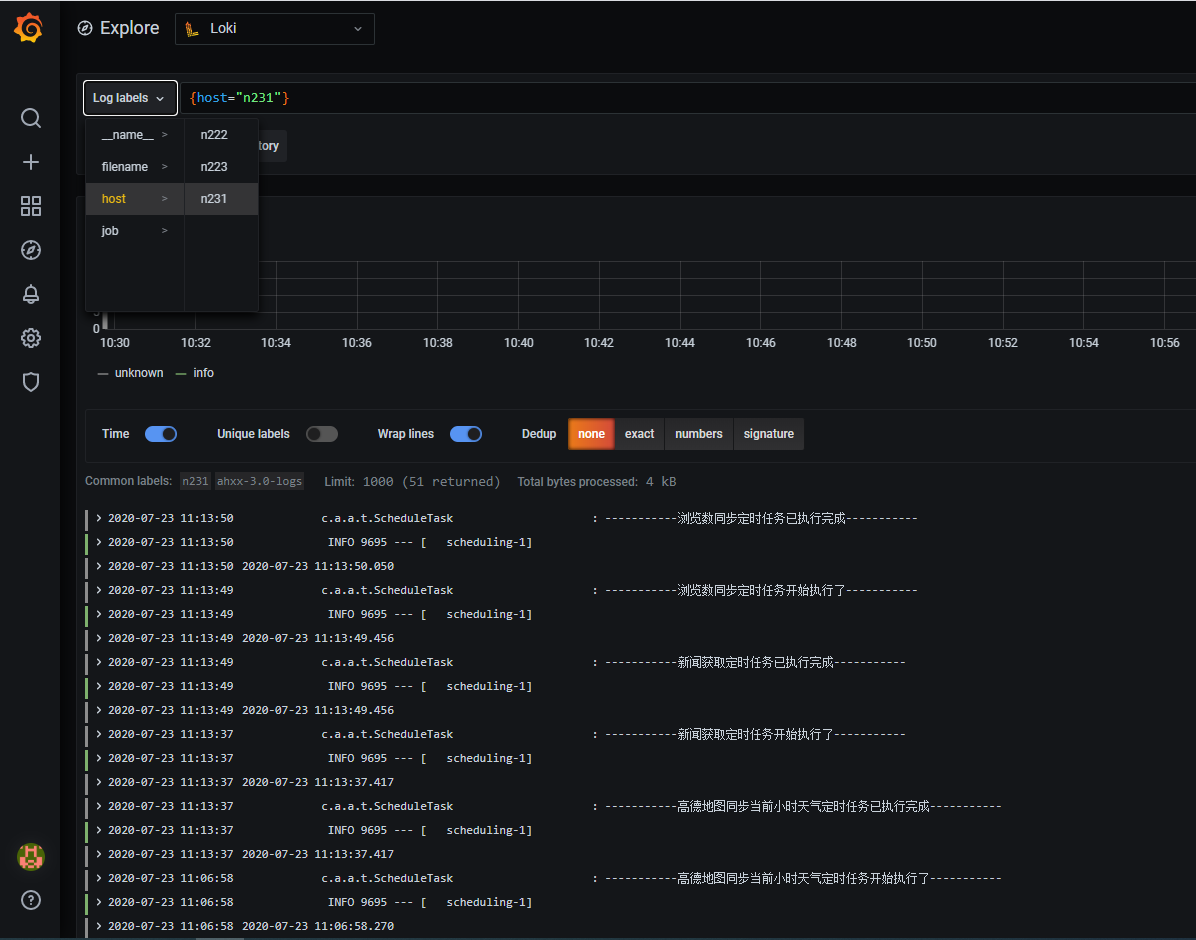 Explore Loki
Log labels {host="n231"}
__name__ > n222
tory
filename > n223
host > n231
job >
0
10:30 10:32 10:34 10:36 10:38 10:40 10:42 10:44 10:46 10:48 10:50 10:52 10:54 10:56
unknown info
Time Unique labels Wrap lines Dedup none exact numbers signature
Common labels: n231 ahxx-3.0-logs Limit: 1000 (51 returned) Total bytes processed: 4 kB
> 2020-07-23 11:13:50 c.a.a.t.ScheduleTask : -----------浏览数同步定时任务已执行完成-----------
> 2020-07-23 11:13:50 INFO 9695 --- [ scheduling-1]
> 2020-07-23 11:13:50 2020-07-23 11:13:50.050
> 2020-07-23 11:13:49 c.a.a.t.ScheduleTask : -----------浏览数同步定时任务开始执行了-----------
> 2020-07-23 11:13:49 INFO 9695 --- [ scheduling-1]
> 2020-07-23 11:13:49 2020-07-23 11:13:49.456
> 2020-07-23 11:13:49 c.a.a.t.ScheduleTask : -----------新闻获取定时任务已执行完成-----------
> 2020-07-23 11:13:49 INFO 9695 --- [ scheduling-1]
> 2020-07-23 11:13:49 2020-07-23 11:13:49.456
> 2020-07-23 11:13:37 c.a.a.t.ScheduleTask : -----------新闻获取定时任务开始执行了-----------
> 2020-07-23 11:13:37 INFO 9695 --- [ scheduling-1]
> 2020-07-23 11:13:37 2020-07-23 11:13:37.417
> 2020-07-23 11:13:37 c.a.a.t.ScheduleTask : -----------高德地图同步当前小时天气定时任务已执行完成-----------
> 2020-07-23 11:13:37 INFO 9695 --- [ scheduling-1]
> 2020-07-23 11:13:37 2020-07-23 11:13:37.417
> 2020-07-23 11:06:58 c.a.a.t.ScheduleTask : -----------高德地图同步当前小时天气定时任务开始执行了-----------
> 2020-07-23 11:06:58 INFO 9695 --- [ scheduling-1]
> 2020-07-23 11:06:58 2020-07-23 11:06:58.270